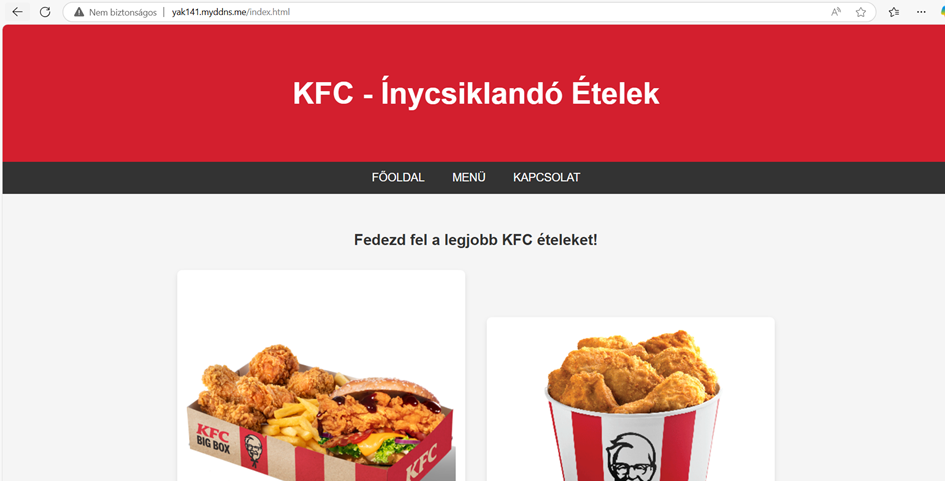 Nem biztonságos | yak141.myddns.me/index.html
KFC - Ínycsiklandó Ételek
FŐOLDAL MENÜ KAPCSOLAT
Fedezd fel a legjobb KFC ételeket!
KFC
BIG BOX
KFC